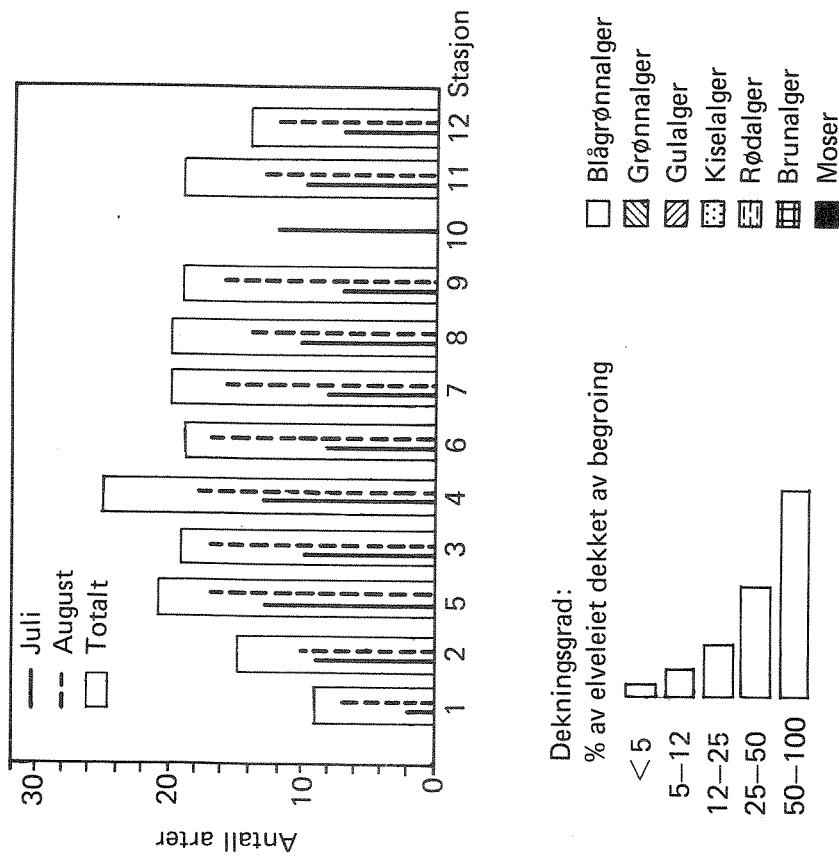 Antall arter
30
20
10
0
Juli
August
Totalt
1 2 5 3 4 6 7 8 9 10 11 12 Stasjon
Dekningsgrad:
% av elveleiet dekket av begroing
< 5
5–12
12–25
25–50
50–100
Blågrønnalger
Grønnalger
Gulalger
Kiselalger
Rødalger
Brunalger
Moser